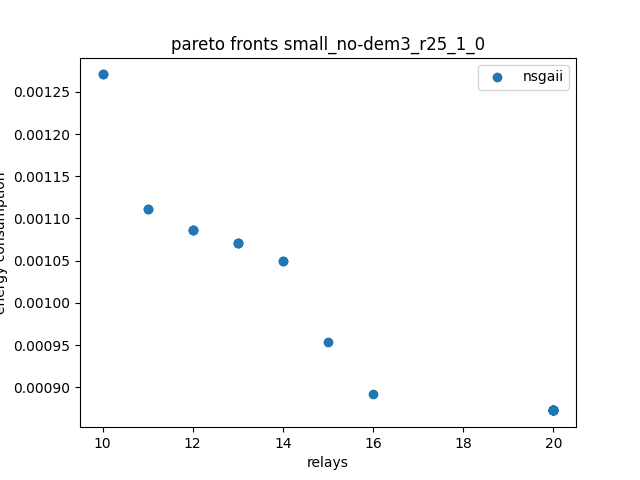 pareto fronts small_no-dem3_r25_1_0
nsgaii
0.00125
0.00120
0.00115
0.00110
0.00105
0.00100
0.00095
0.00090
energy consumption
10 12 14 16 18 20
relays